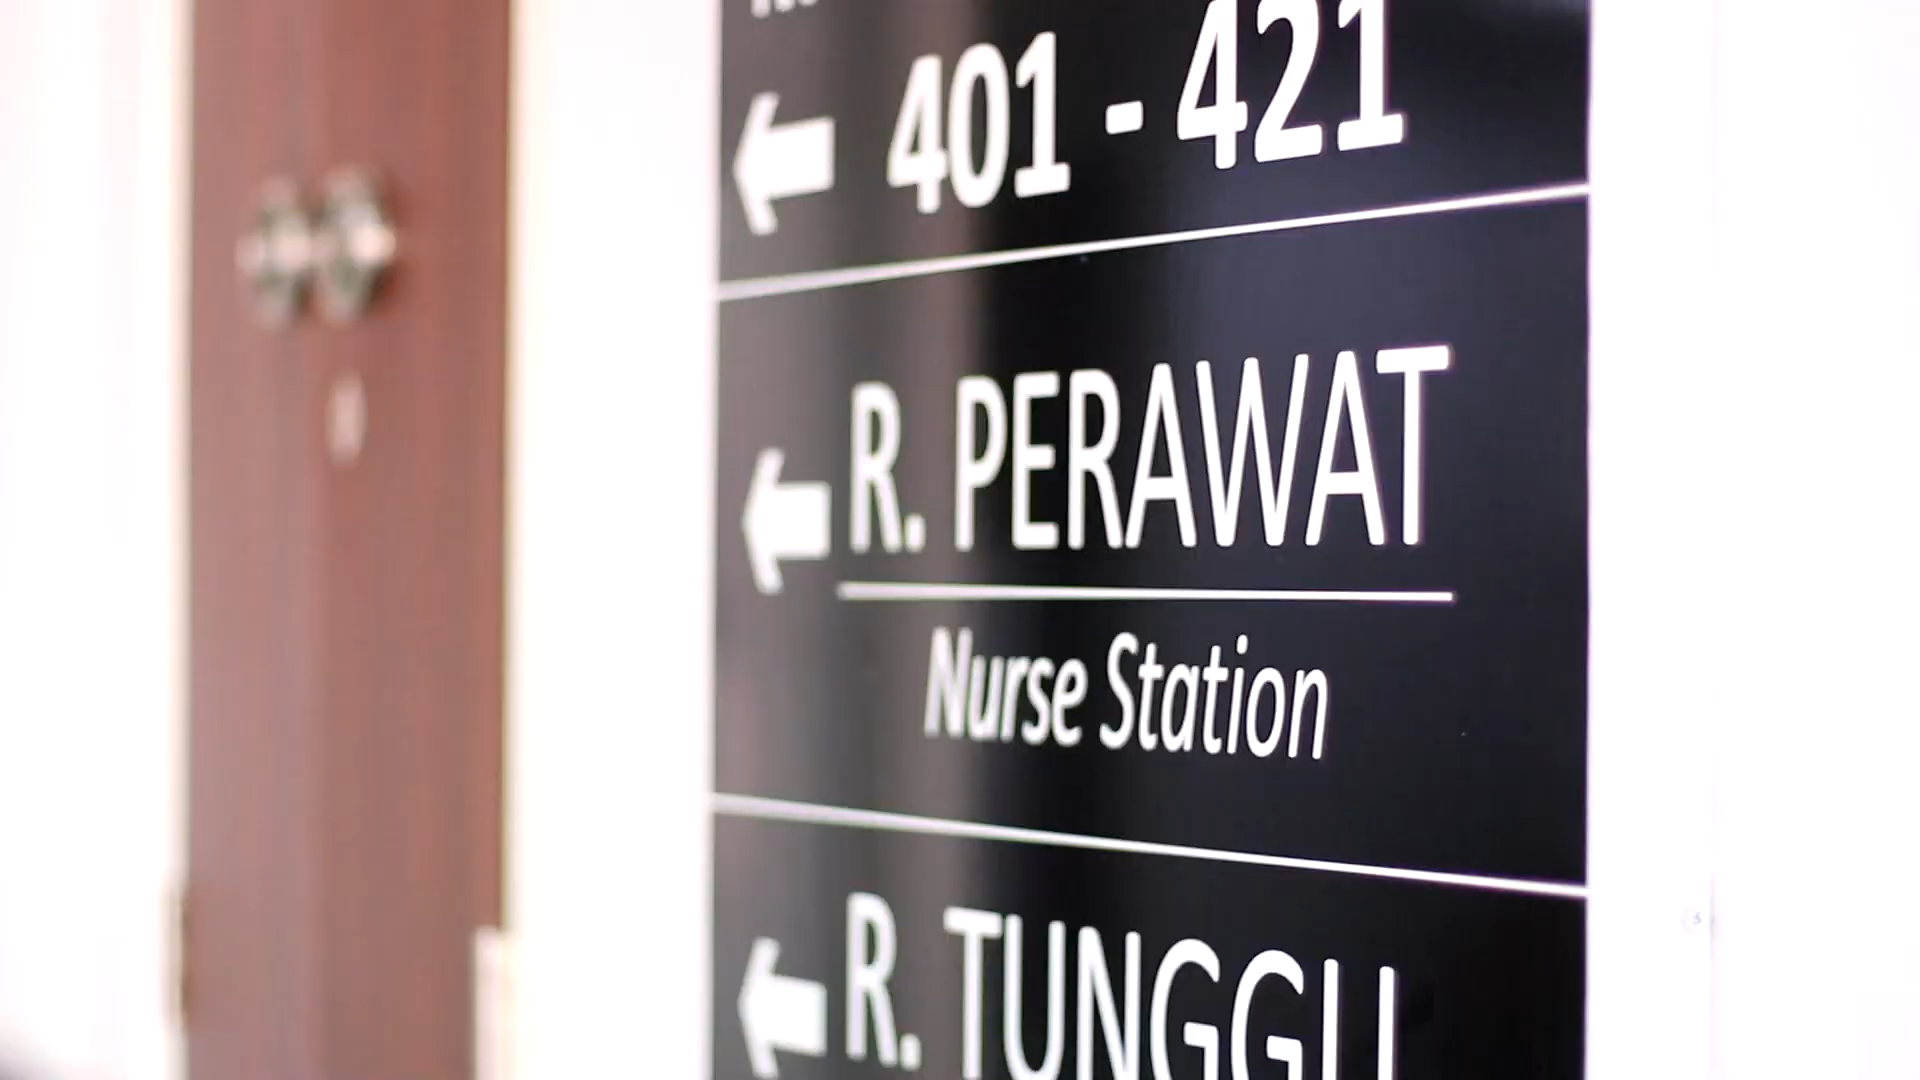 401 - 421
R. PERAWAT
Nurse Station
R. TUNGGU